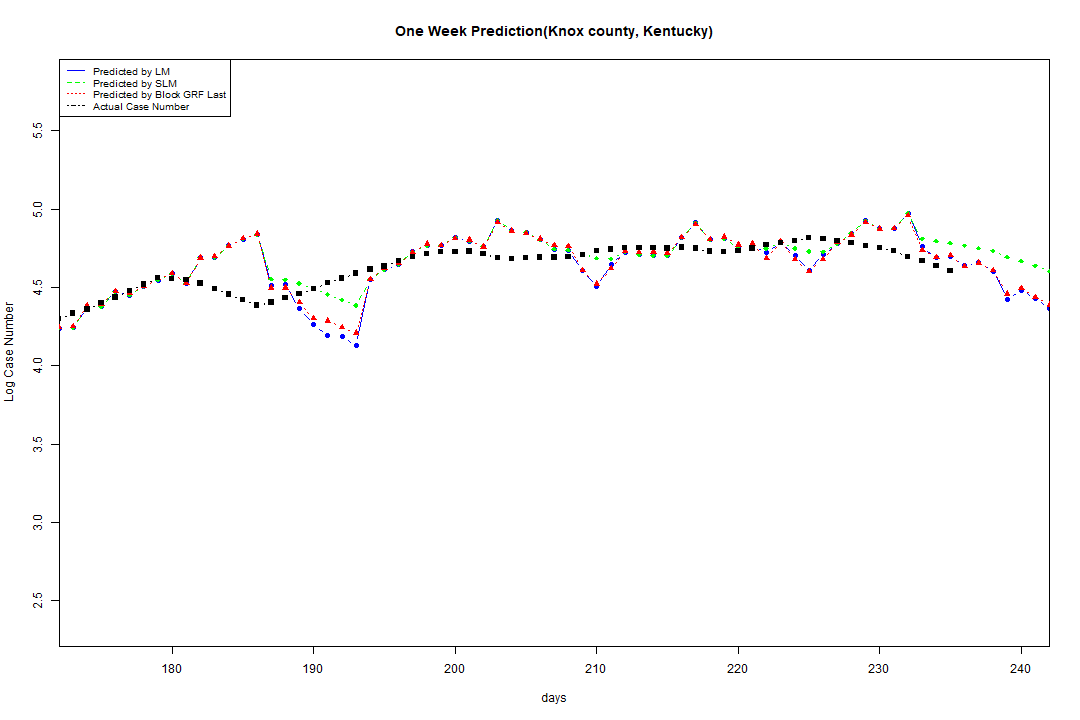 One Week Prediction(Knox county, Kentucky)
Predicted by LM
Predicted by SLM
Predicted by Block GRF Last
Actual Case Number
Log Case Number
5.5
5.0
4.5
4.0
3.5
3.0
2.5
180 190 200 210 220 230 240
days